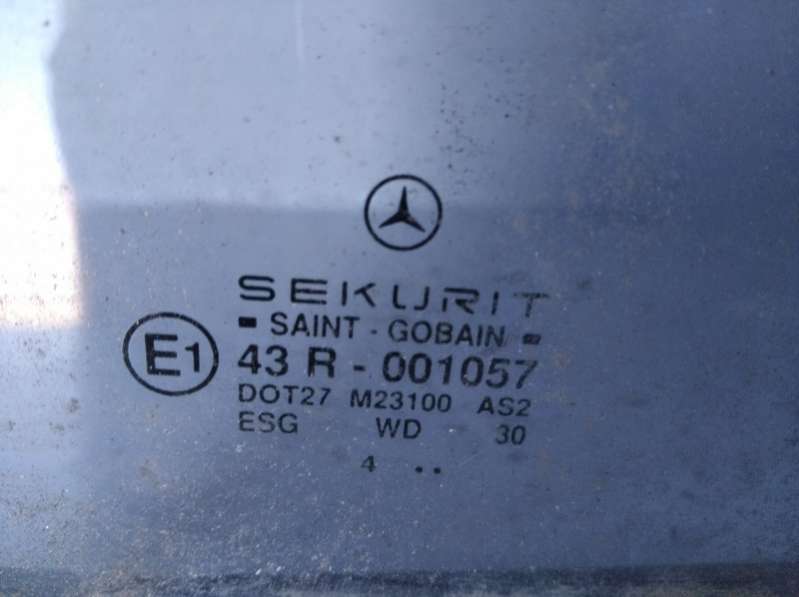 SEKURIT
SAINT - GOBAIN
E1 43 R - 001057
DOT27 M23100 AS2
ESG WD 30
4 ..